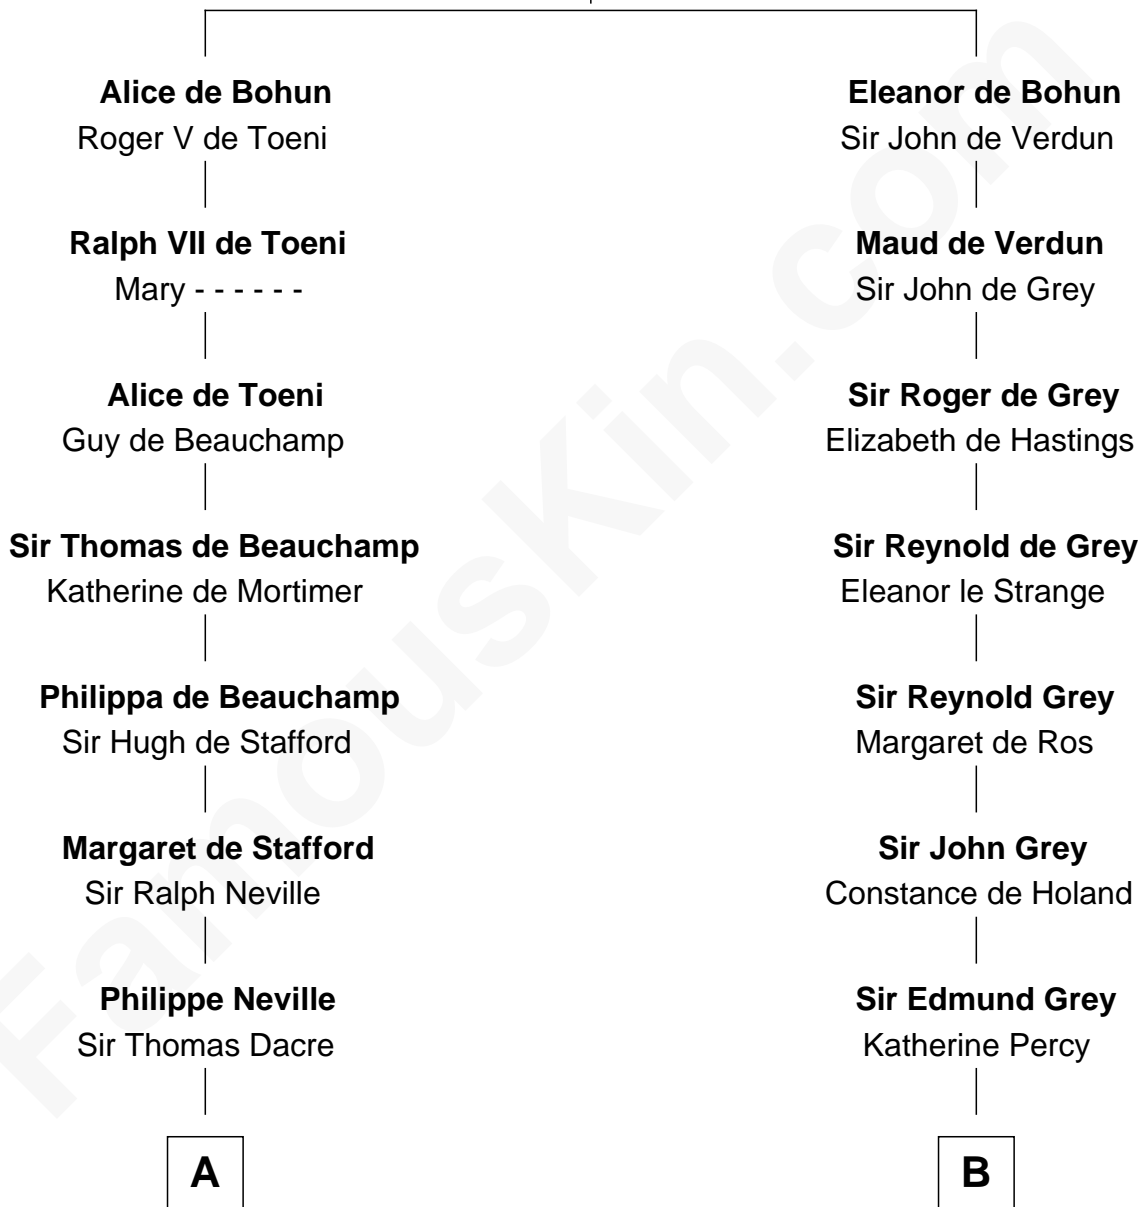 Alice de Bohun
Roger V de Toeni
Ralph VII de Toeni
Mary - - - - - -
Alice de Toeni
Guy de Beauchamp
Sir Thomas de Beauchamp
Katherine de Mortimer
Philippa de Beauchamp
Sir Hugh de Stafford
Margaret de Stafford
Sir Ralph Neville
Philippe Neville
Sir Thomas Dacre
A
Eleanor de Bohun
Sir John de Verdun
Maud de Verdun
Sir John de Grey
Sir Roger de Grey
Elizabeth de Hastings
Sir Reynold de Grey
Eleanor le Strange
Sir Reynold Grey
Margaret de Ros
Sir John Grey
Constance de Holand
Sir Edmund Grey
Katherine Percy
B
FamousKin.com